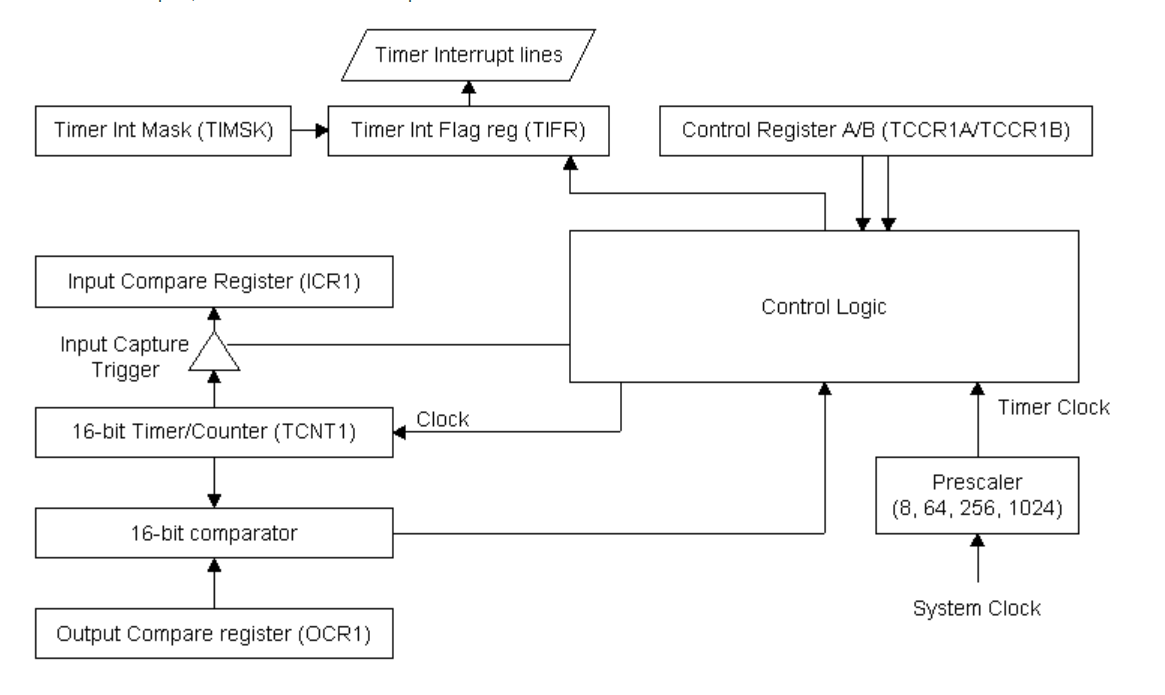 Timer Interrupt lines
Timer Int Mask (TIMSK)
Timer Int Flag reg (TIFR)
Control Register A/B (TCCR1A/TCCR1B)
Input Compare Register (ICR1)
Control Logic
Input Capture
Trigger
16-bit Timer/Counter (TCNT1)
Clock
Timer Clock
Prescaler
(8, 64, 256, 1024)
16-bit comparator
System Clock
Output Compare register (OCR1)